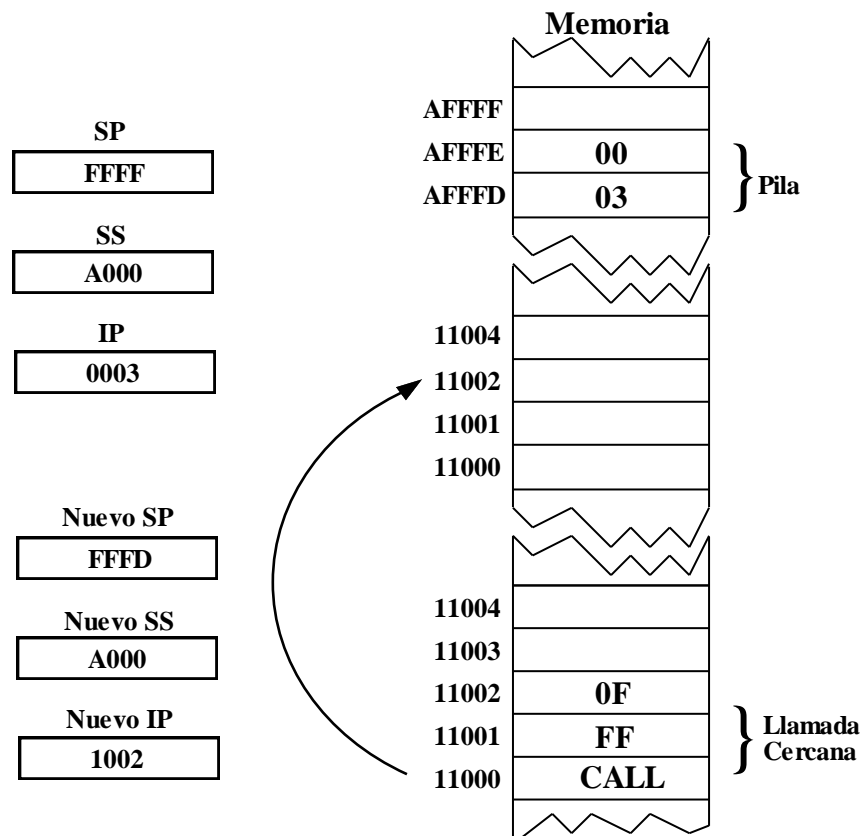 Memoria
SP
FFFF
SS
A000
IP
0003
Nuevo SP
FFFD
Nuevo SS
A000
Nuevo IP
1002
AFFFF
AFFFE 00
AFFFD 03
} Pila
11004
11002
11001
11000
11004
11003
11002 0F
11001 FF
11000 CALL
} Llamada
Cercana